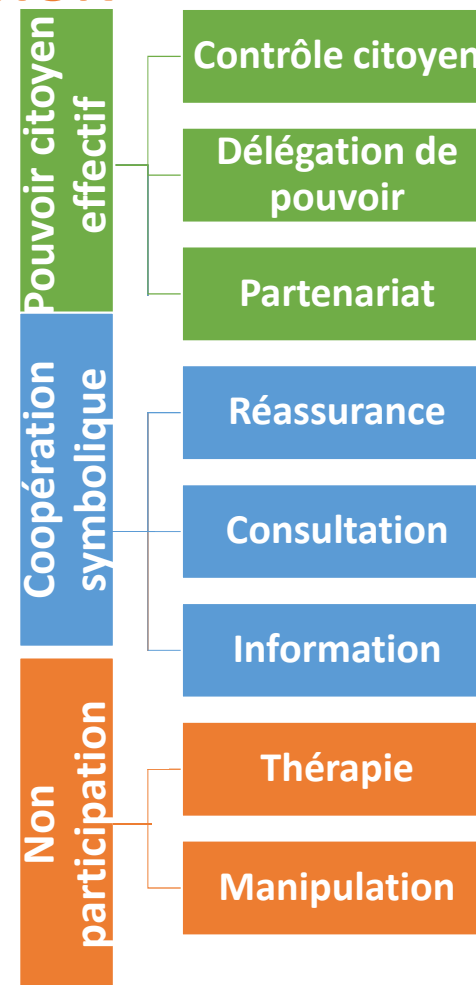 Pouvoir citoyen
effectif
Contrôle citoyen
Délégation de
pouvoir
Partenariat
Coopération
symbolique
Réassurance
Consultation
Information
Non
participation
Thérapie
Manipulation